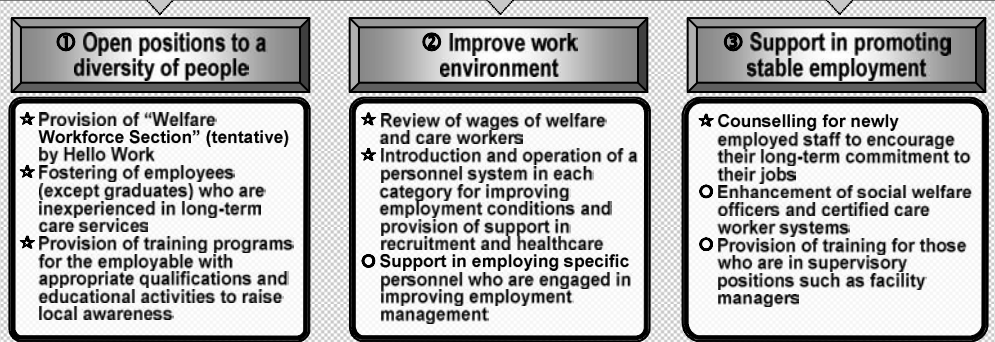 ① Open positions to a
diversity of people
☆ Provision of “Welfare
Workforce Section” (tentative)
by Hello Work
☆ Fostering of employees
(except graduates) who are
inexperienced in long-term
care services
☆ Provision of training programs
for the employable with
appropriate qualifications and
educational activities to raise
local awareness
② Improve work
environment
☆ Review of wages of welfare
and care workers
☆ Introduction and operation of a
personnel system in each
category for improving
employment conditions and
provision of support in
recruitment and healthcare
○ Support in employing specific
personnel who are engaged in
improving employment
management
③ Support in promoting
stable employment
☆ Counselling for newly
employed staff to encourage
their long-term commitment to
their jobs
○ Enhancement of social welfare
officers and certified care
worker systems
○ Provision of training for those
who are in supervisory
positions such as facility
managers